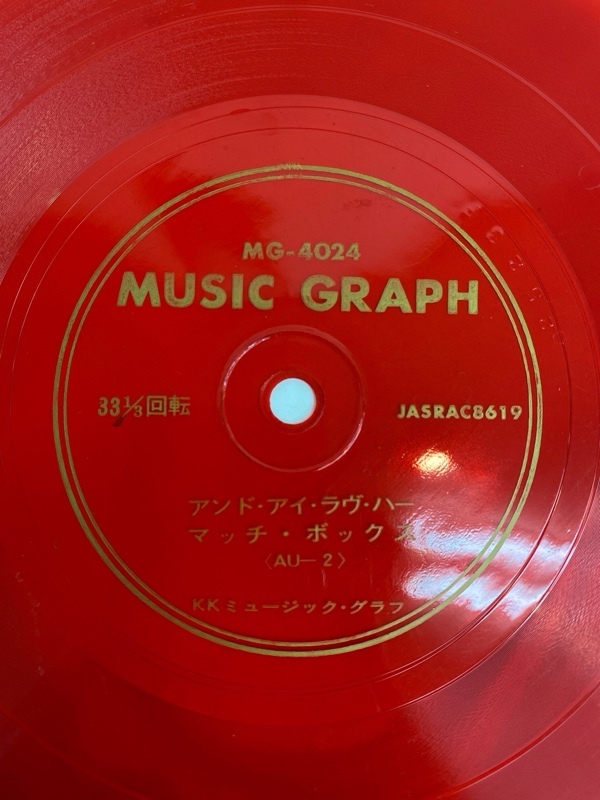 MG-4024
MUSIC GRAPH
33⅓回転
JASRAC8619
アンド・アイ・ラヴ・ハー
マッチ・ボックス
〈AU—2〉
KKミュージック・グラフ